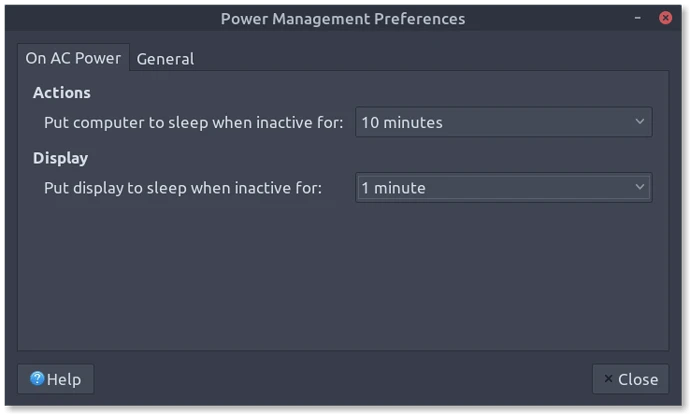 Power Management Preferences
On AC Power General
Actions
Put computer to sleep when inactive for: 10 minutes
Display
Put display to sleep when inactive for: 1 minute
Help Close